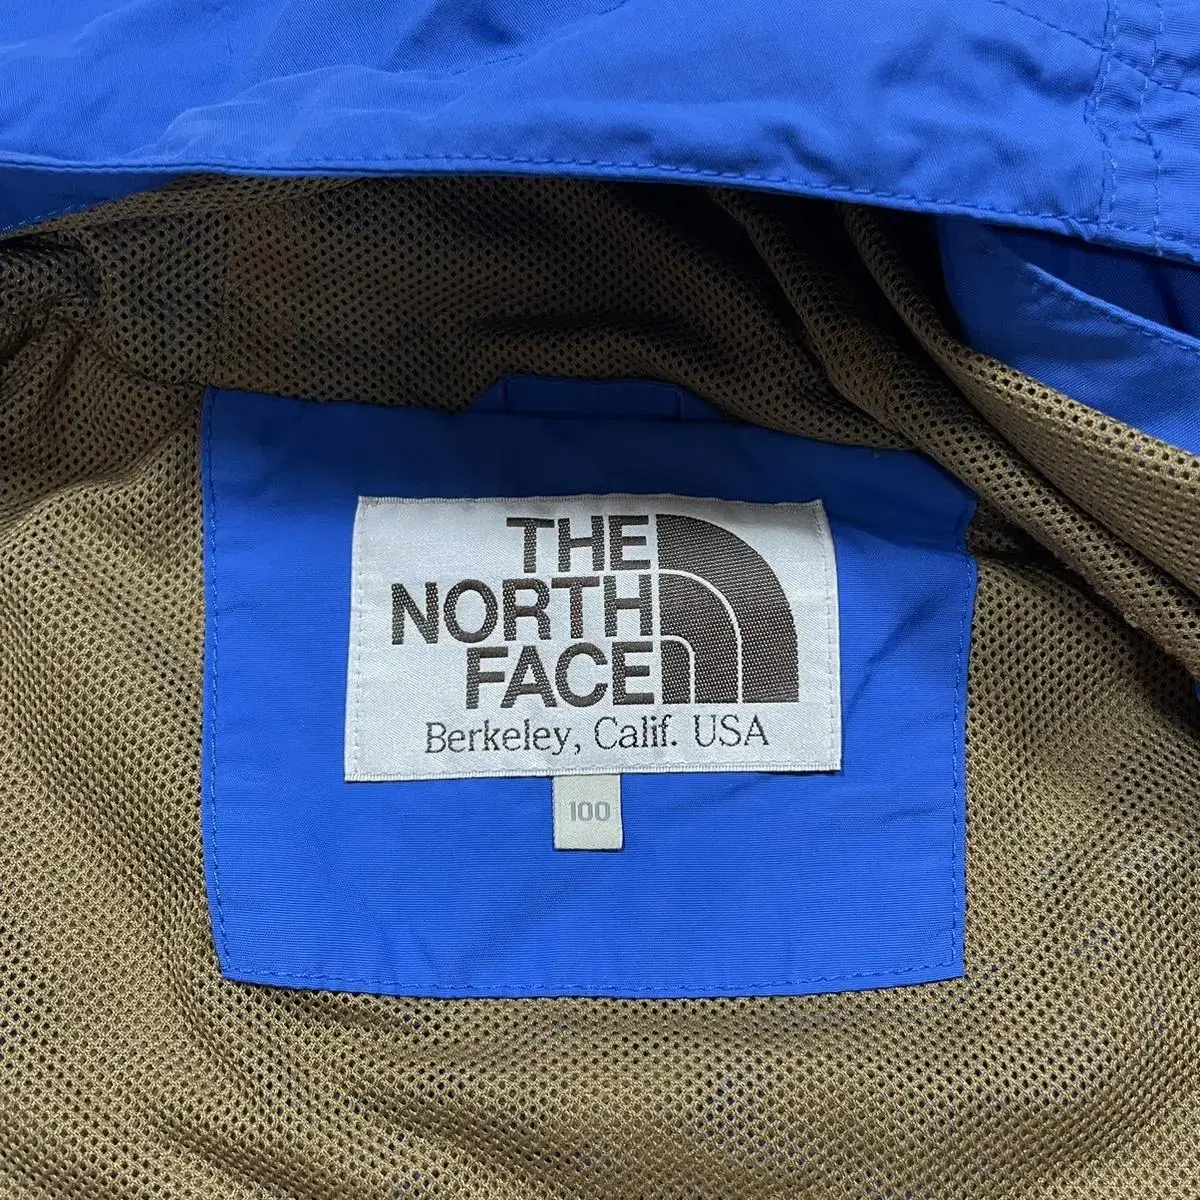 THE
NORTH
FACE
Berkeley, Calif. USA
100